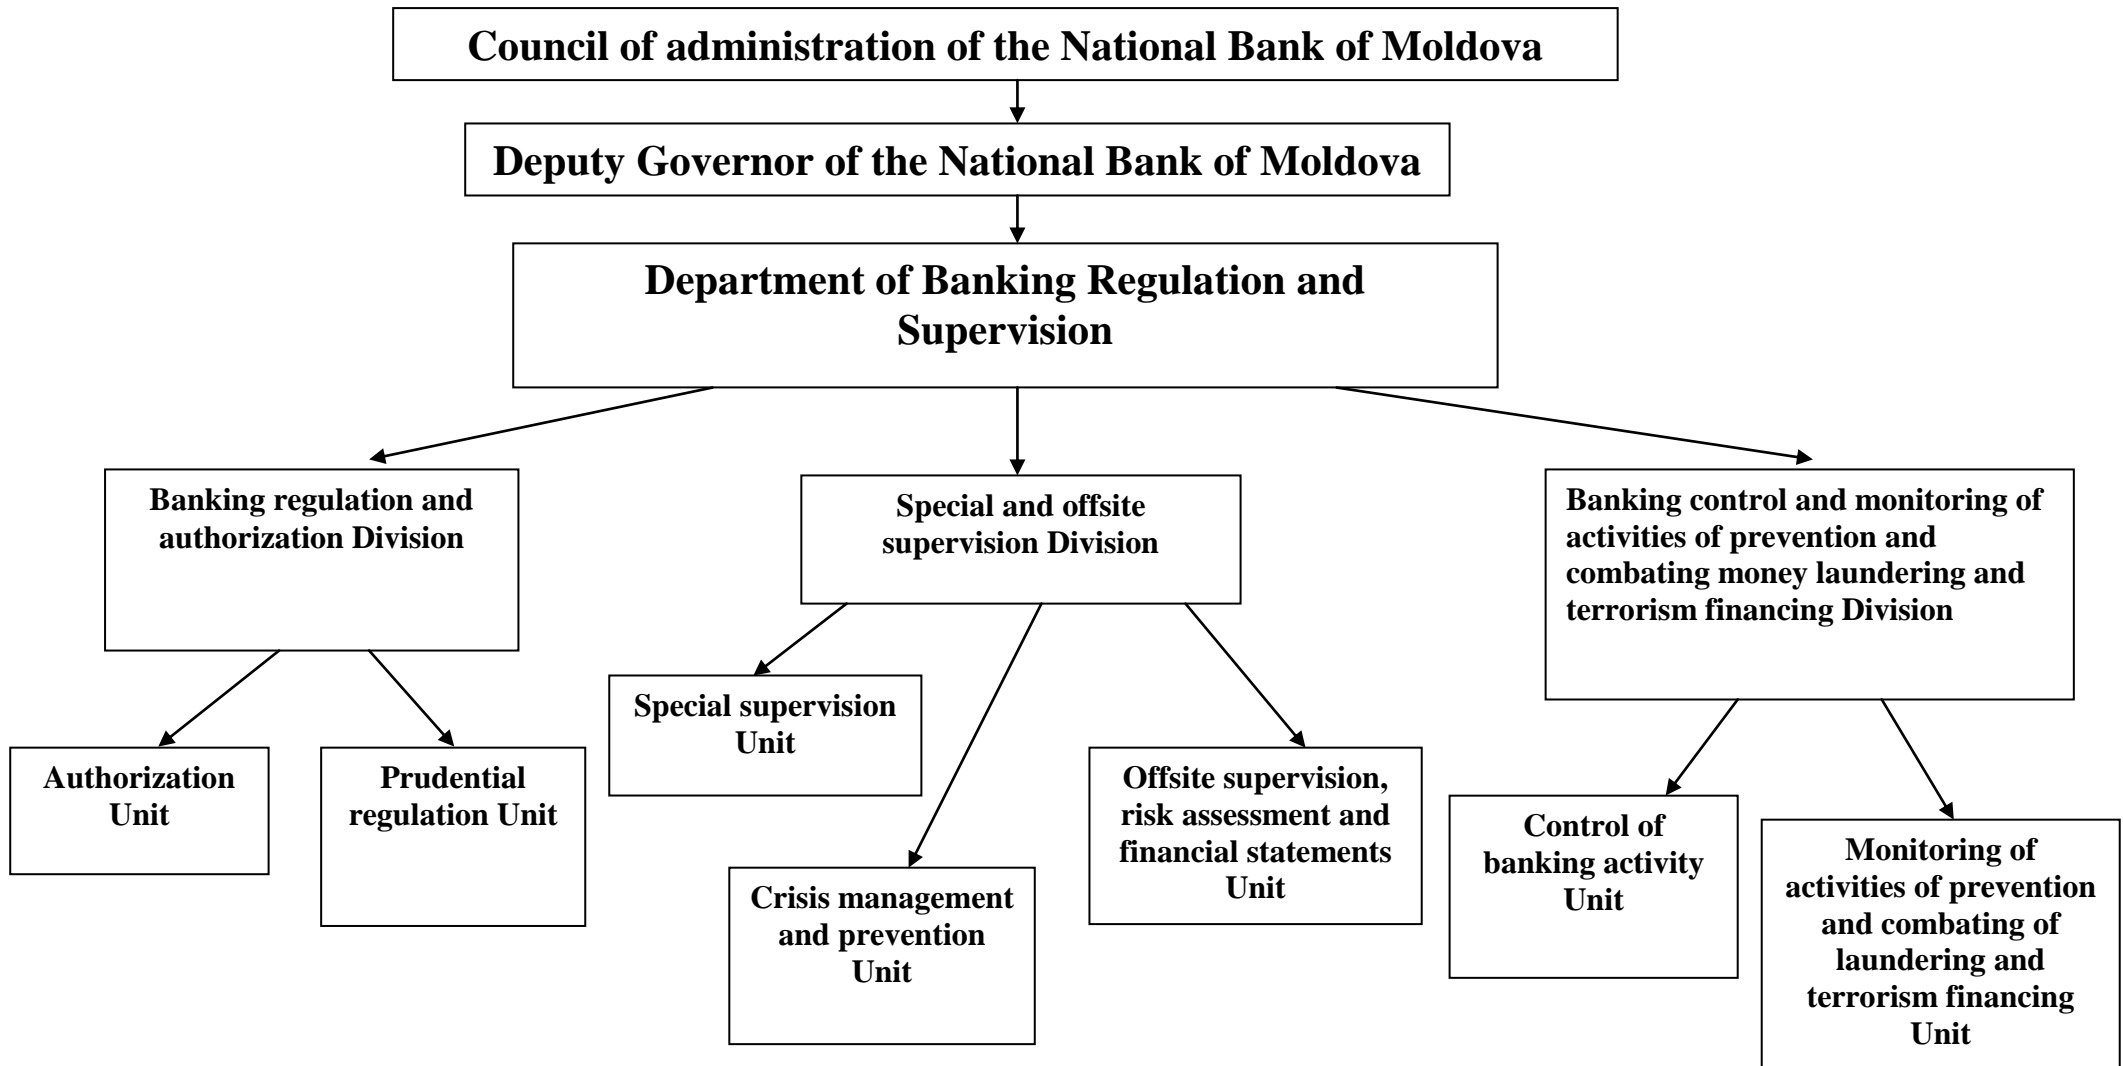 Council of administration of the National Bank of Moldova
Deputy Governor of the National Bank of Moldova
Department of Banking Regulation and
Supervision
Banking regulation and
authorization Division
Special and offsite
supervision Division
Banking control and monitoring of
activities of prevention and
combating money laundering and
terrorism financing Division
Authorization
Unit
Prudential
regulation Unit
Special supervision
Unit
Crisis management
and prevention
Unit
Offsite supervision,
risk assessment and
financial statements
Unit
Control of
banking activity
Unit
Monitoring of
activities of prevention
and combating of
laundering and
terrorism financing
Unit